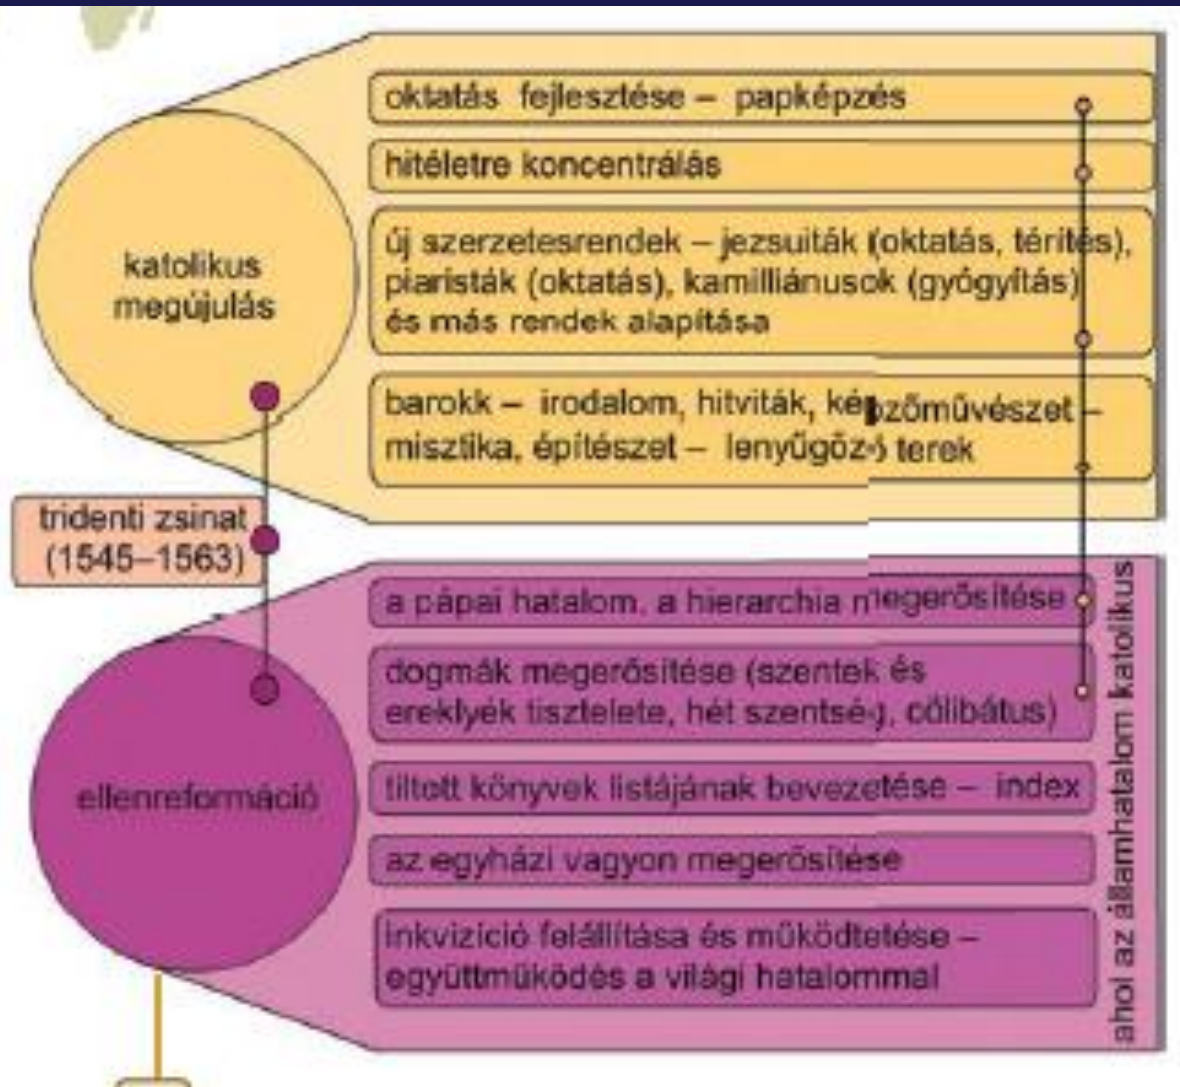 oktatás fejlesztése – papképzés
hitéletre koncentrálás
új szerzetesrendek – jezsuiták (oktatás, térítés),
piaristák (oktatás), kamilliánusok (gyógyítás)
és más rendek alapítása
barokk – irodalom, hitviták, képzőművészet –
misztika, építészet – lenyűgöző terek
katolikus
megújulás
tridenti zsinat
(1545–1563)
a pápai hatalom, a hierarchia megerősítése
dogmák megerősítése (szentek és
ereklyék tisztelete, hét szentség, cölibátus)
tiltott könyvek listájának bevezetése – index
az egyházi vagyon megerősítése
inkvizíció felállítása és működtetése –
együttműködés a világi hatalommal
ellenreformáció
ahol az államhatalom katolikus